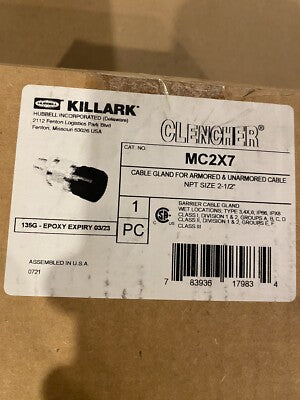 HUBBELL
KILLARK®
HUBBELL INCORPORATED (Delaware)
2112 Fenton Logistics Park Blvd
Fenton, Missouri 63026 USA
CLENCHER™
CAT. NO.
MC2X7
CABLE GLAND FOR ARMORED & UNARMORED CABLE
NPT SIZE 2-1/2"
1
PC
BARRIER CABLE GLAND
WET LOCATIONS; TYPE 3,4X,6, IP66, IPX8
CLASS I, DIVISION 1 & 2, GROUPS A, B, C, D
CLASS II, DIVISION 1 & 2, GROUPS E, F
CLASS III
135G - EPOXY EXPIRY 03/23
ASSEMBLED IN U.S.A.
0721
7 83936 17983 4